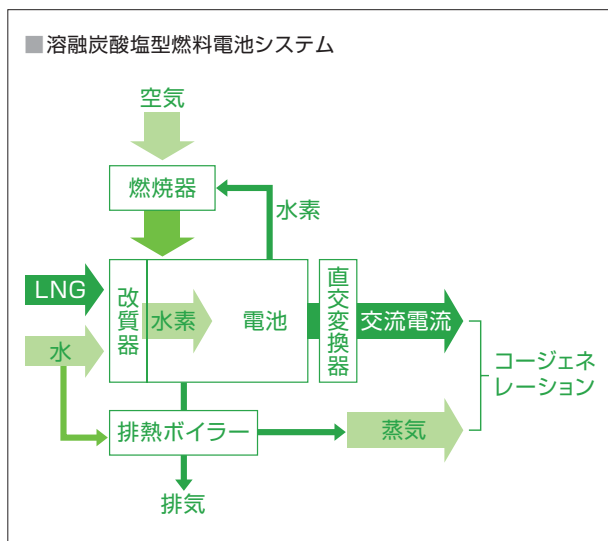 ■溶融炭酸塩型燃料電池システム
空気
燃焼器
水素
LNG
改質器
水素
電池
直交変換器
交流電流
水
コージェネ
レーション
排熱ボイラー
蒸気
排気